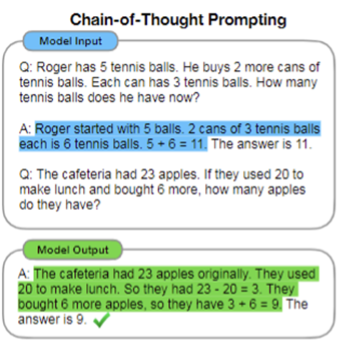 Chain-of-Thought Prompting
Model Input
Q: Roger has 5 tennis balls. He buys 2 more cans of
tennis balls. Each can has 3 tennis balls. How many
tennis balls does he have now?
A: Roger started with 5 balls. 2 cans of 3 tennis balls
each is 6 tennis balls. 5 + 6 = 11. The answer is 11.
Q: The cafeteria had 23 apples. If they used 20 to
make lunch and bought 6 more, how many apples
do they have?
Model Output
A: The cafeteria had 23 apples originally. They used
20 to make lunch. So they had 23 - 20 = 3. They
bought 6 more apples, so they have 3 + 6 = 9. The
answer is 9.